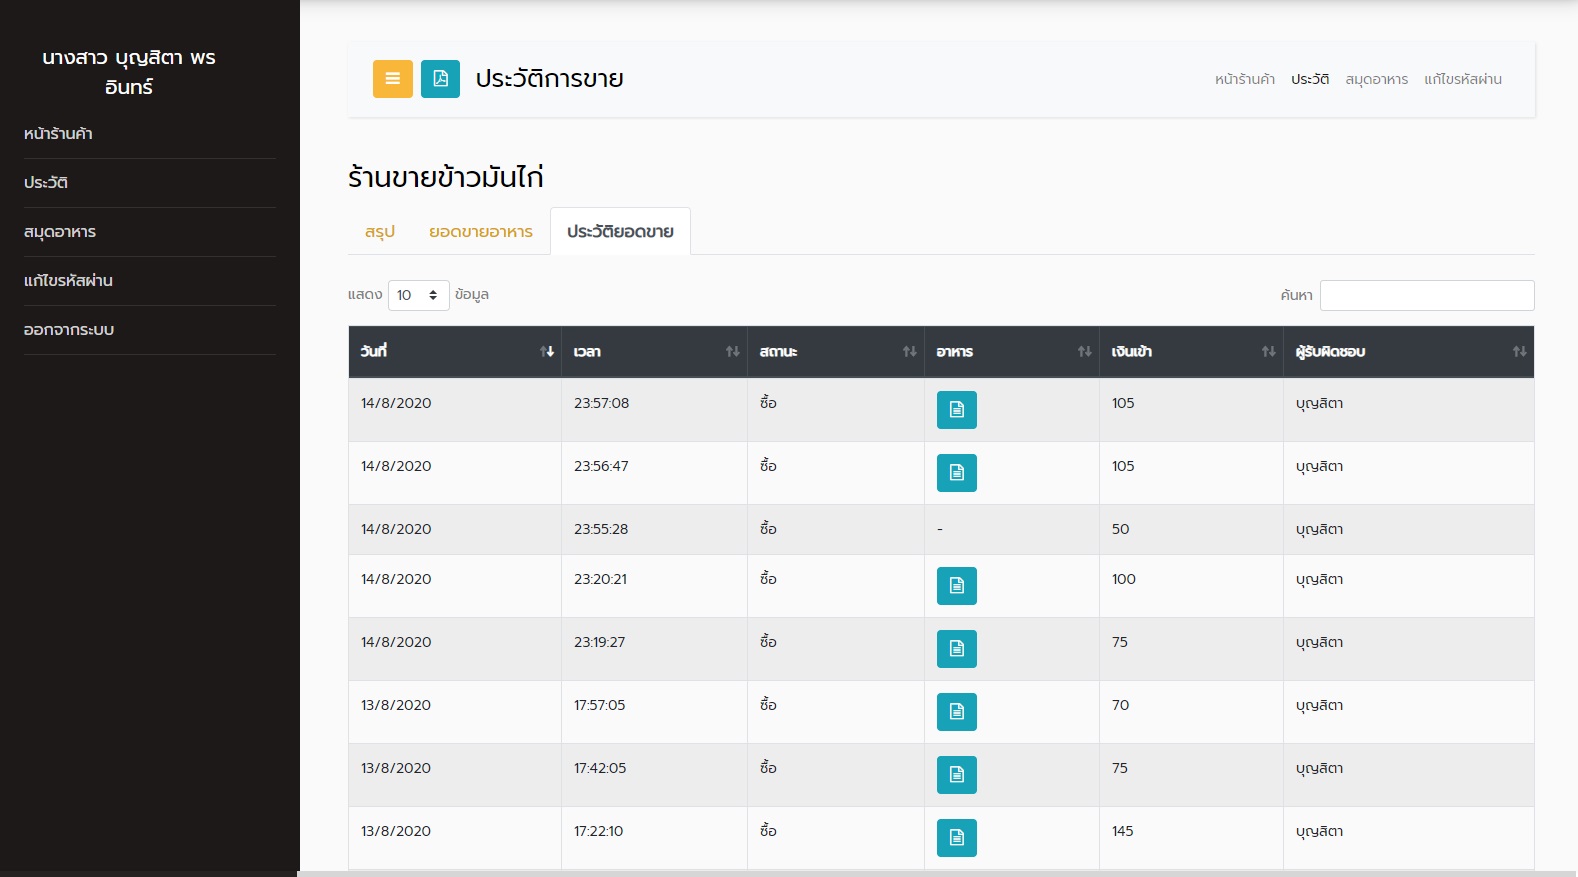 นางสาว บุญสิตา พร
อินทร์
หน้าร้านค้า
ประวัติ
สมุดอาหาร
แก้ไขรหัสผ่าน
ออกจากระบบ
ประวัติการขาย
หน้าร้านค้า ประวัติ สมุดอาหาร แก้ไขรหัสผ่าน
ร้านขายข้าวมันไก่
สรุป ยอดขายอาหาร ประวัติยอดขาย
แสดง 10 ข้อมูล ค้นหา
วันที่ เวลา สถานะ อาหาร เงินเข้า ผู้รับผิดชอบ
14/8/2020 23:57:08 ซื้อ 105 บุญสิตา
14/8/2020 23:56:47 ซื้อ 105 บุญสิตา
14/8/2020 23:55:28 ซื้อ - 50 บุญสิตา
14/8/2020 23:20:21 ซื้อ 100 บุญสิตา
14/8/2020 23:19:27 ซื้อ 75 บุญสิตา
13/8/2020 17:57:05 ซื้อ 70 บุญสิตา
13/8/2020 17:42:05 ซื้อ 75 บุญสิตา
13/8/2020 17:22:10 ซื้อ 145 บุญสิตา